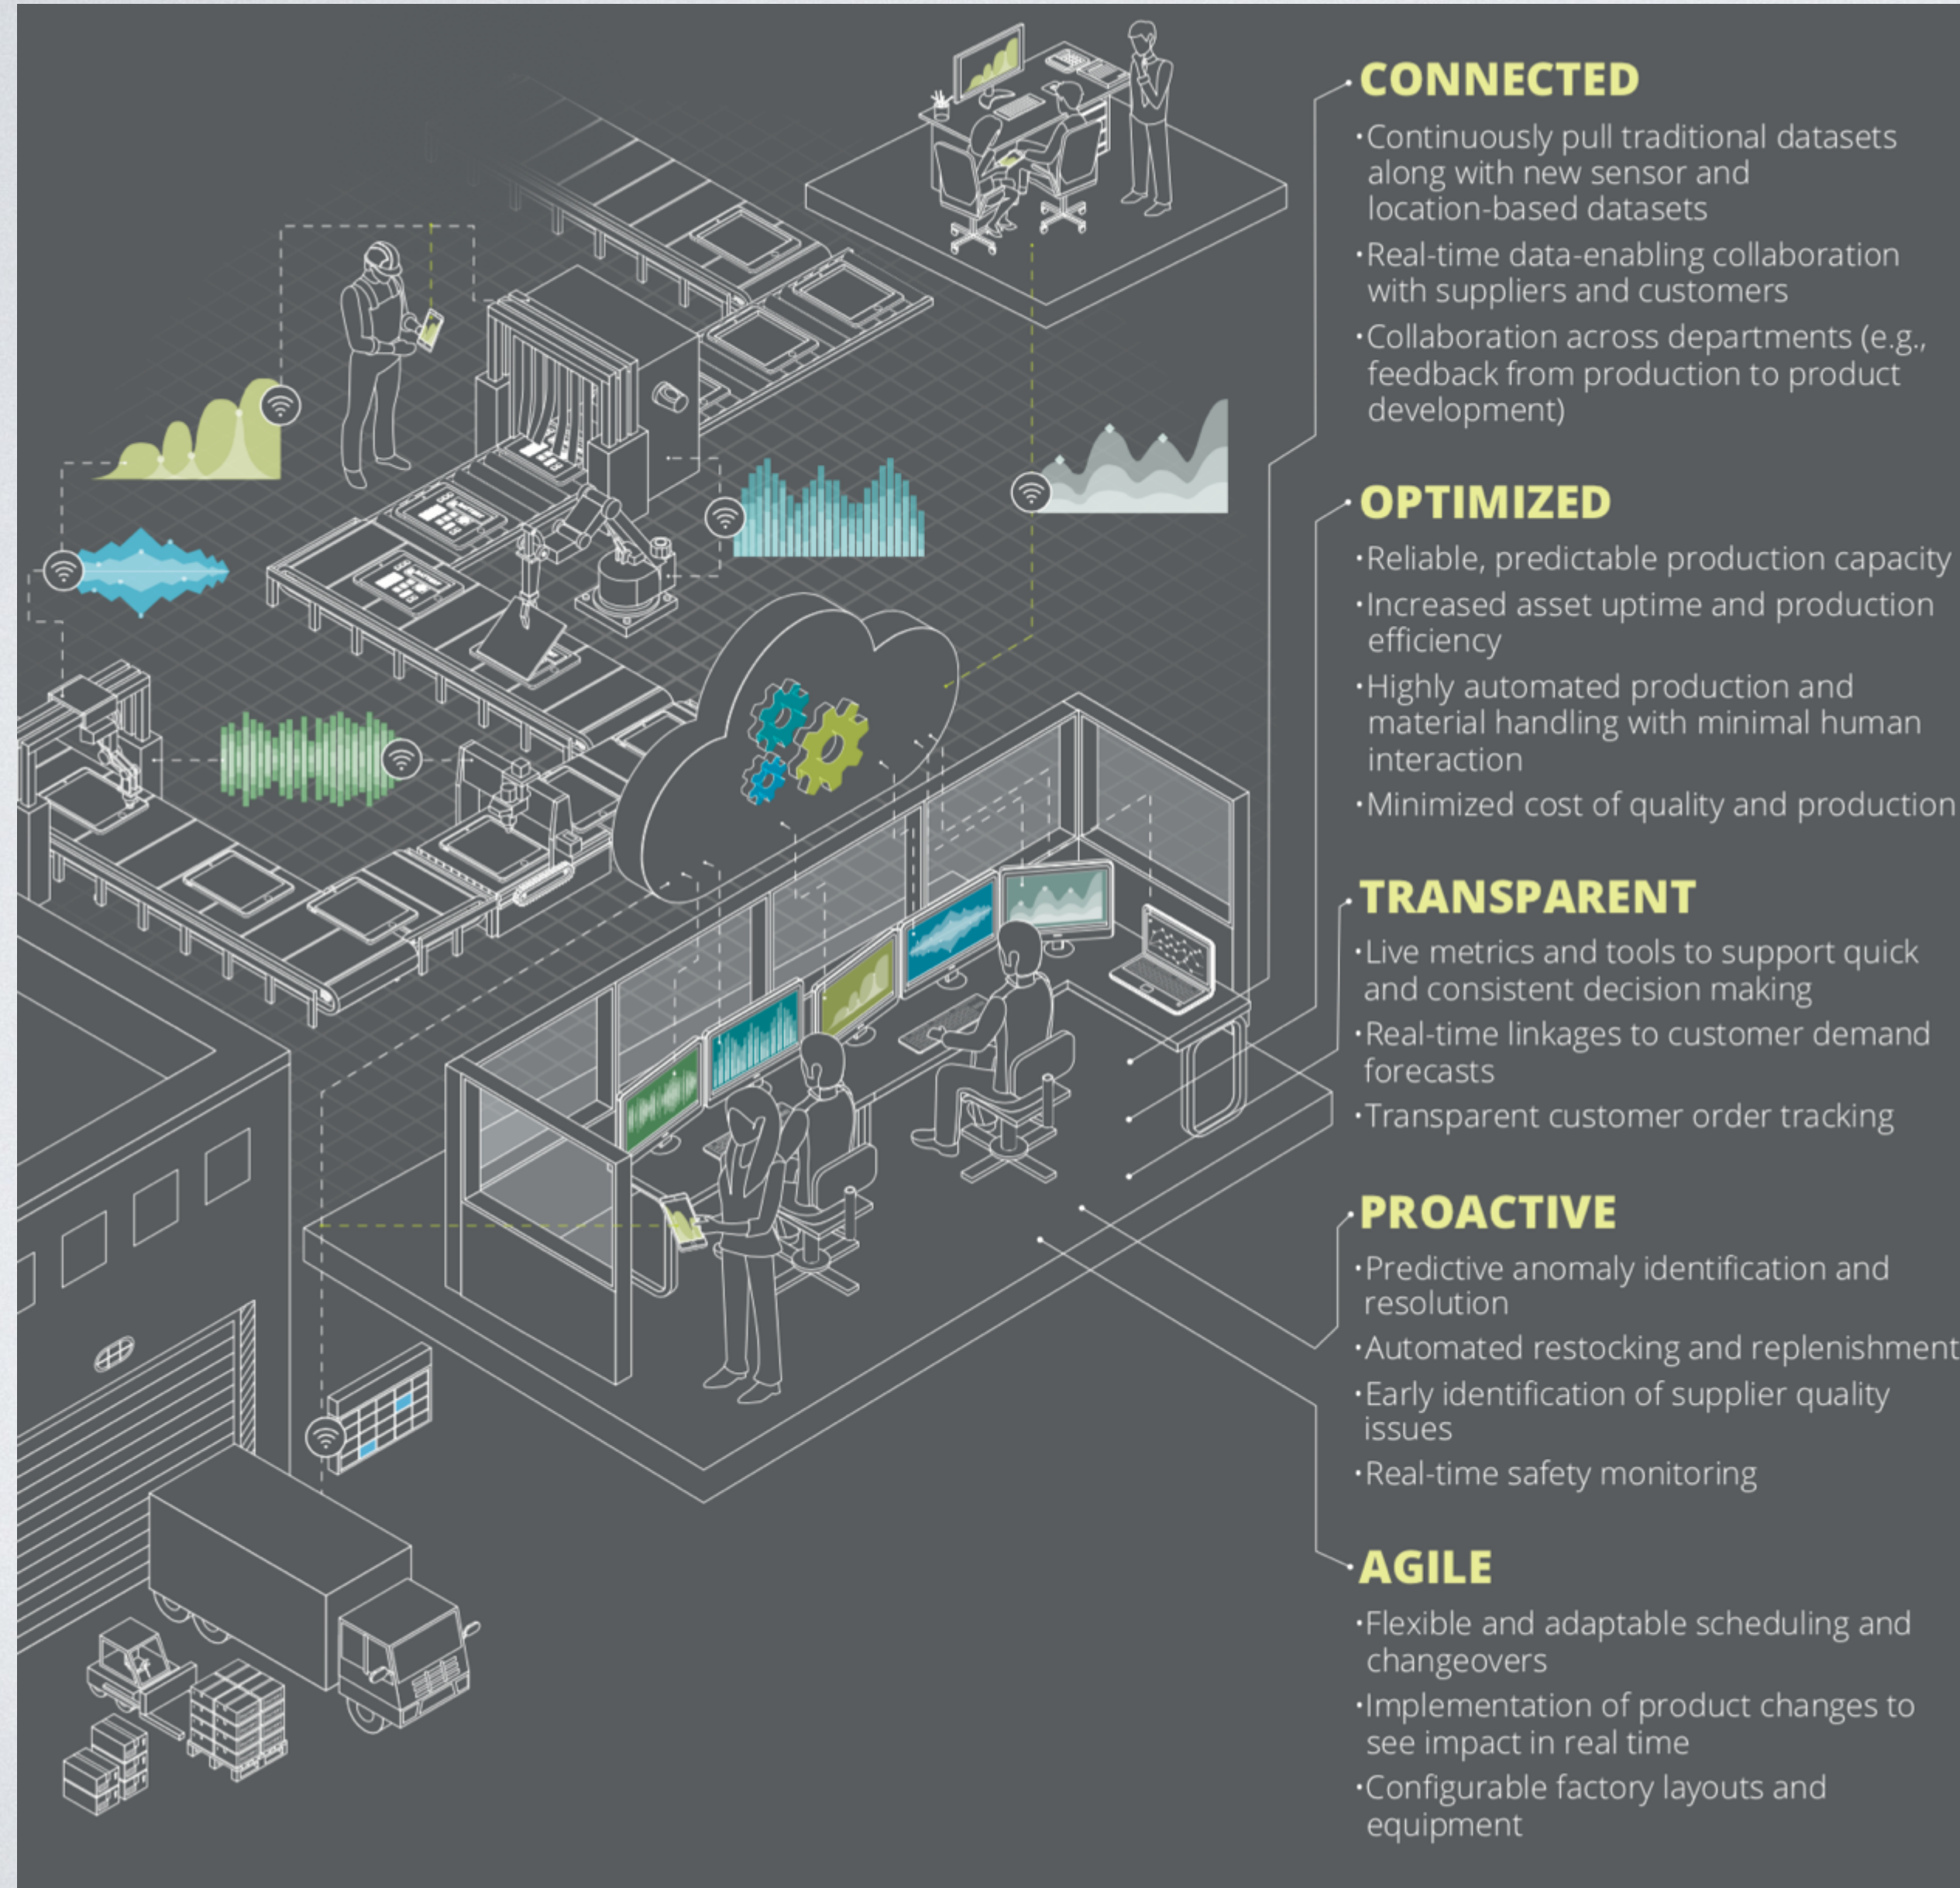 CONNECTED
•Continuously pull traditional datasets
along with new sensor and
location-based datasets
•Real-time data-enabling collaboration
with suppliers and customers
•Collaboration across departments (e.g.,
feedback from production to product
development)
OPTIMIZED
•Reliable, predictable production capacity
•Increased asset uptime and production
efficiency
•Highly automated production and
material handling with minimal human
interaction
•Minimized cost of quality and production
TRANSPARENT
•Live metrics and tools to support quick
and consistent decision making
•Real-time linkages to customer demand
forecasts
•Transparent customer order tracking
PROACTIVE
•Predictive anomaly identification and
resolution
•Automated restocking and replenishment
•Early identification of supplier quality
issues
•Real-time safety monitoring
AGILE
•Flexible and adaptable scheduling and
changeovers
•Implementation of product changes to
see impact in real time
•Configurable factory layouts and
equipment